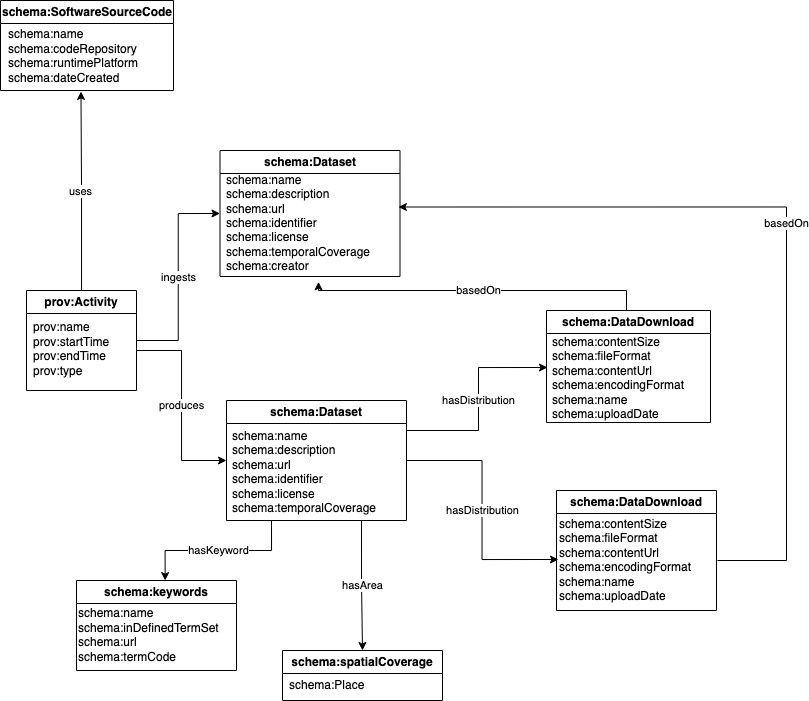 schema:SoftwareSourceCode
schema:name
schema:codeRepository
schema:runtimePlatform
schema:dateCreated
uses
schema:Dataset
schema:name
schema:description
schema:url
schema:identifier
schema:license
schema:temporalCoverage
schema:creator
basedOn
ingests
basedOn
prov:Activity
prov:name
prov:startTime
prov:endTime
prov:type
schema:DataDownload
schema:contentSize
schema:fileFormat
schema:contentUrl
schema:encodingFormat
schema:name
schema:uploadDate
produces
hasDistribution
schema:Dataset
schema:name
schema:description
schema:url
schema:identifier
schema:license
schema:temporalCoverage
hasDistribution
schema:DataDownload
schema:contentSize
schema:fileFormat
schema:contentUrl
schema:encodingFormat
schema:name
schema:uploadDate
hasKeyword
hasArea
schema:keywords
schema:name
schema:inDefinedTermSet
schema:url
schema:termCode
schema:spatialCoverage
schema:Place